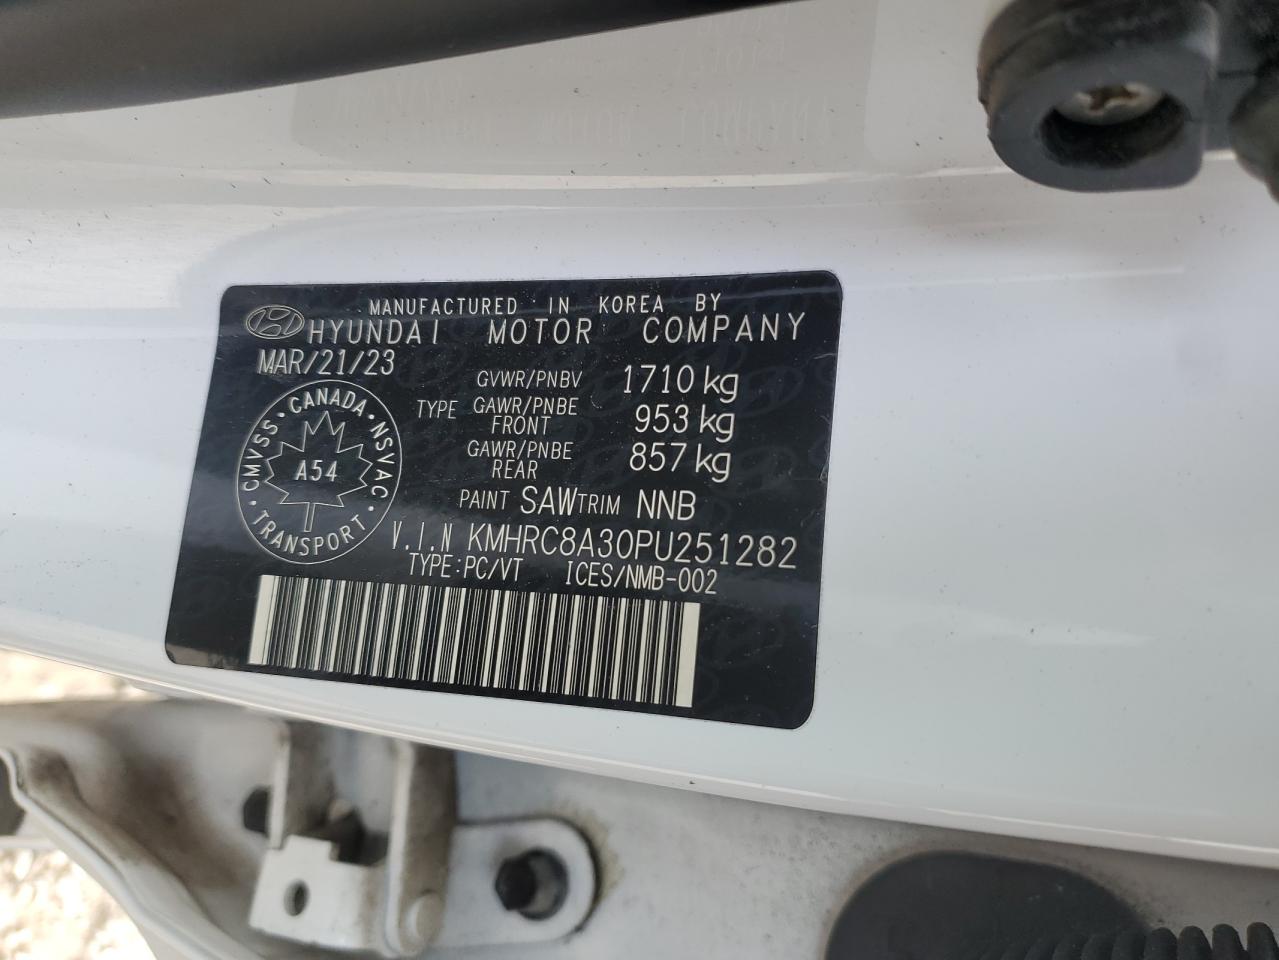 MANUFACTURED IN KOREA BY
HYUNDAI MOTOR COMPANY
MAR/21/23
GVWR/PNBV 1710 kg
TYPE GAWR/PNBE FRONT 953 kg
GAWR/PNBE REAR 857 kg
CMVSS · CANADA · NSVAC · TRANSPORT ·
A54
PAINT SAW TRIM NNB
V.I.N KMHRC8A30PU251282
TYPE:PC/VT ICES/NMB-002